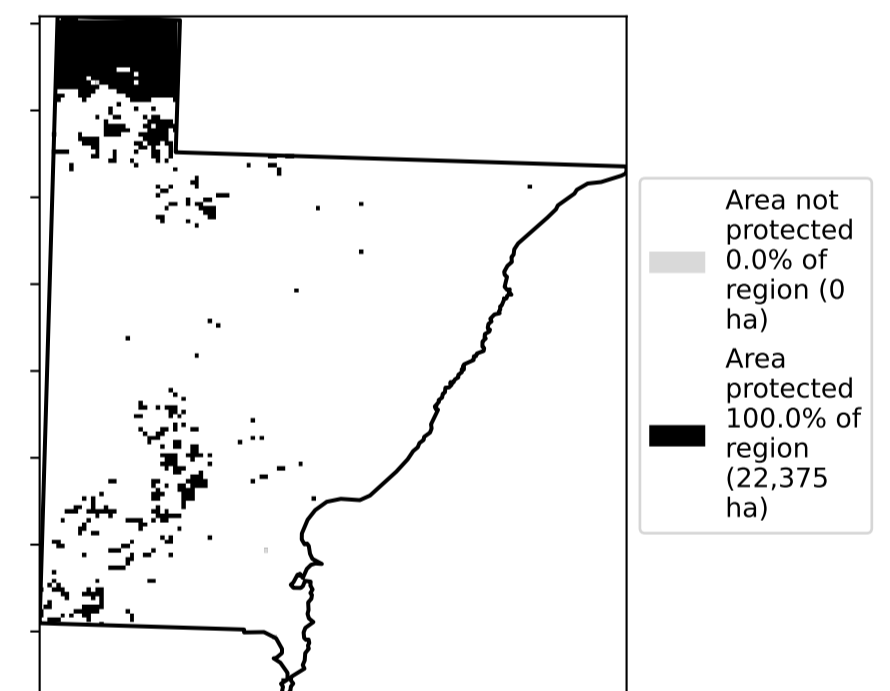 Area not
protected
0.0% of
region (0
ha)
Area
protected
100.0% of
region
(22,375
ha)